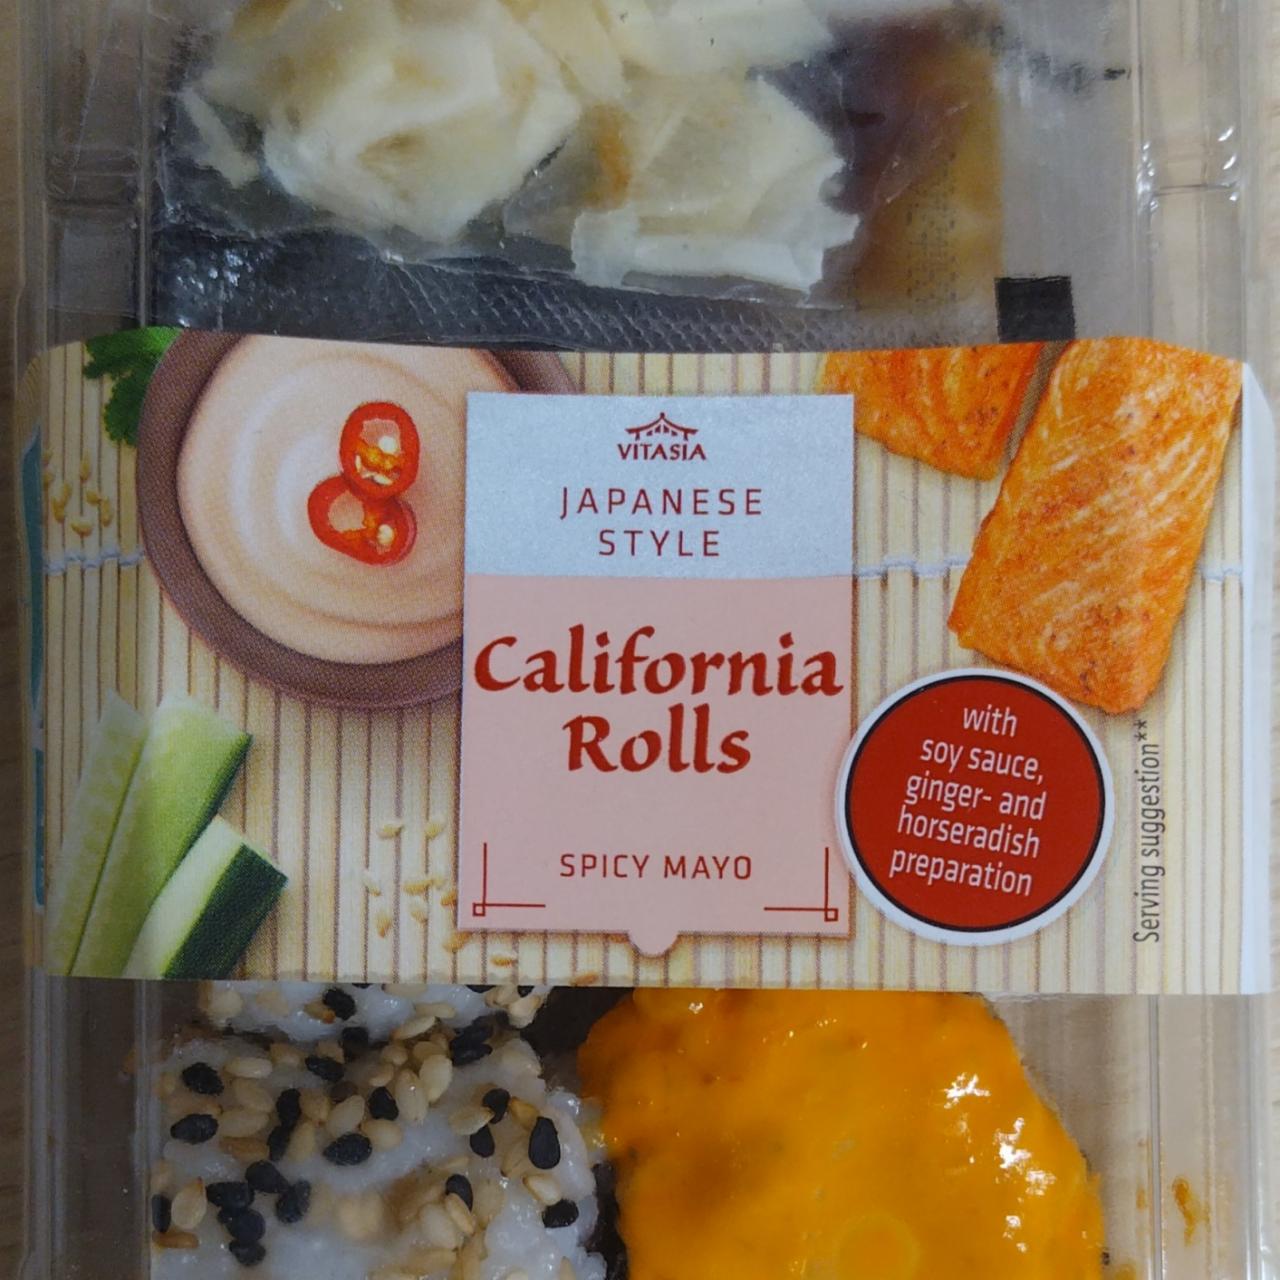 VITASIA
JAPANESE
STYLE
California
Rolls
SPICY MAYO
with
soy sauce,
ginger- and
horseradish
preparation
Serving suggestion**